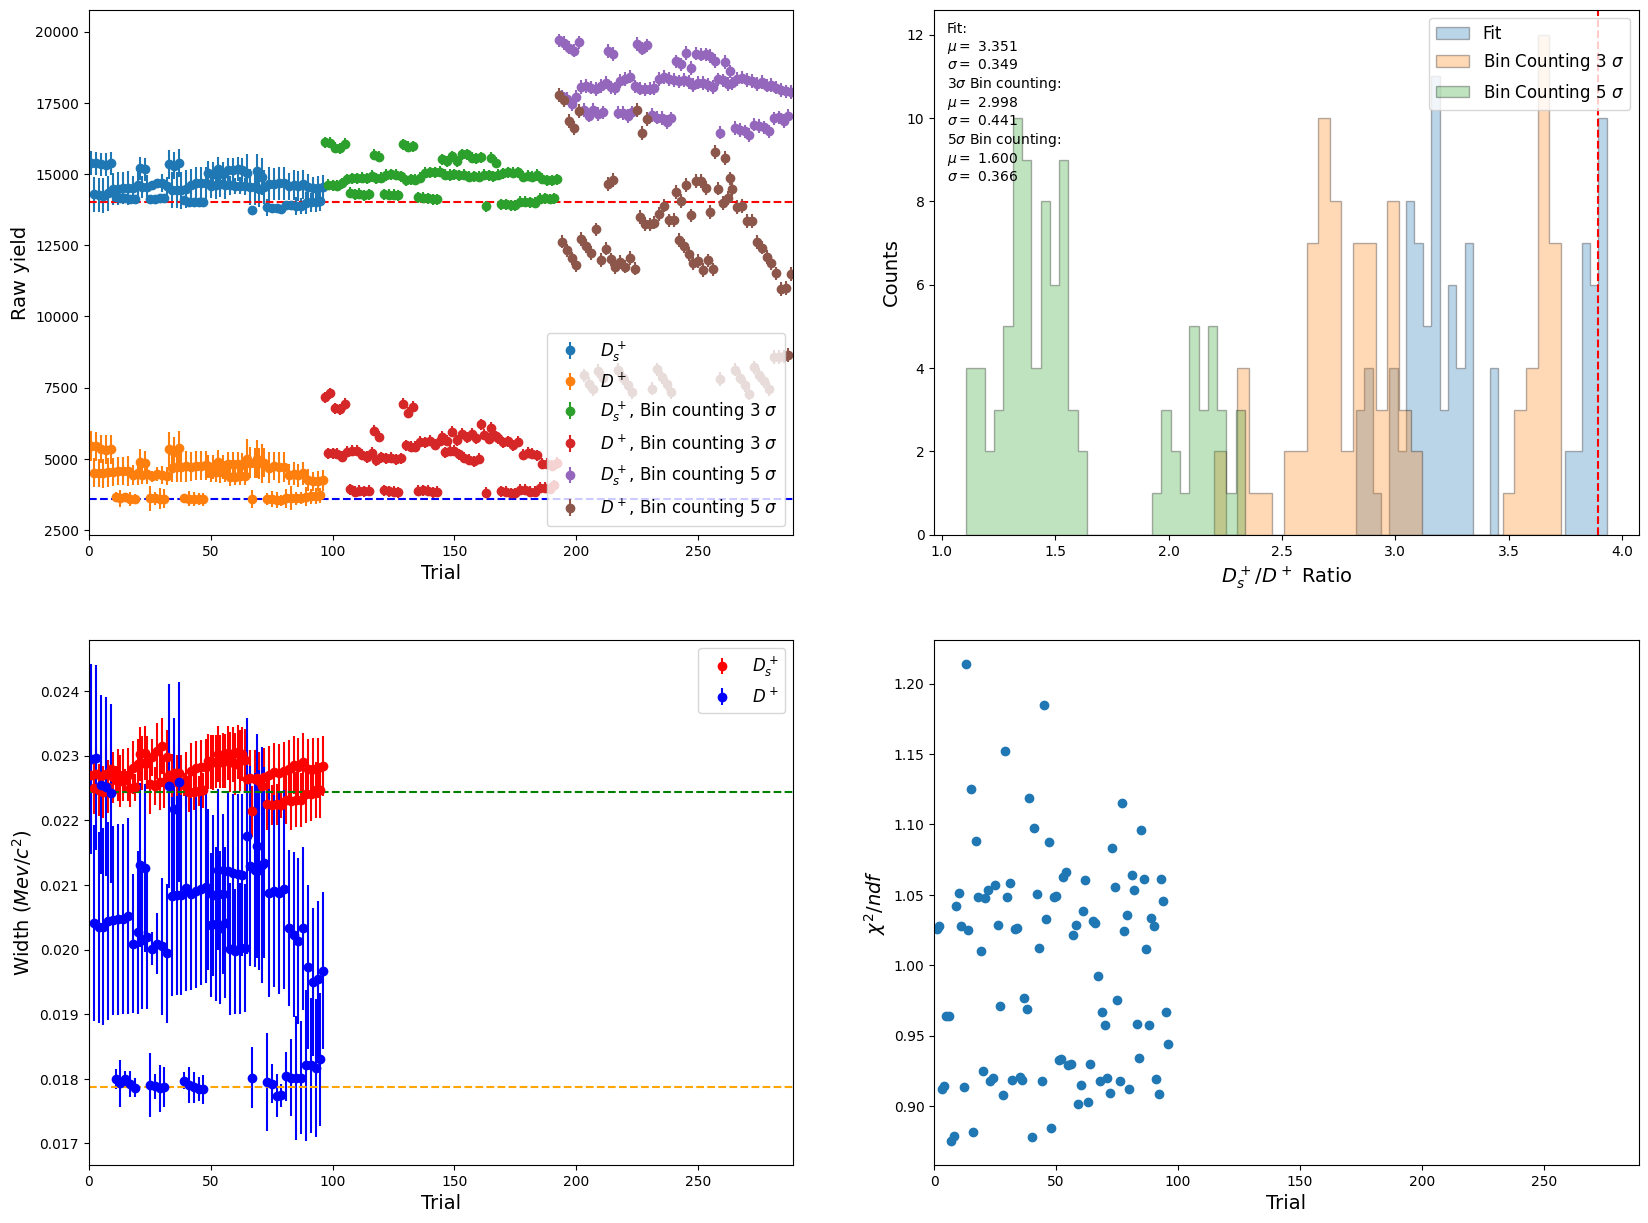 20000
17500
15000
12500
10000
7500
5000
2500
Raw yield
0 50 100 150 200 250
Trial
D_s^+
D^+
D_s^+, Bin counting 3 σ
D^+, Bin counting 3 σ
D_s^+, Bin counting 5 σ
D^+, Bin counting 5 σ
12
10
8
6
4
2
0
Counts
1.0 1.5 2.0 2.5 3.0 3.5 4.0
D_s^+/D^+ Ratio
Fit:
μ = 3.351
σ = 0.349
3σ Bin counting:
μ = 2.998
σ = 0.441
5σ Bin counting:
μ = 1.600
σ = 0.366
Fit
Bin Counting 3 σ
Bin Counting 5 σ
0.024
0.023
0.022
0.021
0.020
0.019
0.018
0.017
Width (Mev/c²)
0 50 100 150 200 250
Trial
D_s^+
D^+
1.20
1.15
1.10
1.05
1.00
0.95
0.90
χ²/ndf
0 50 100 150 200 250
Trial